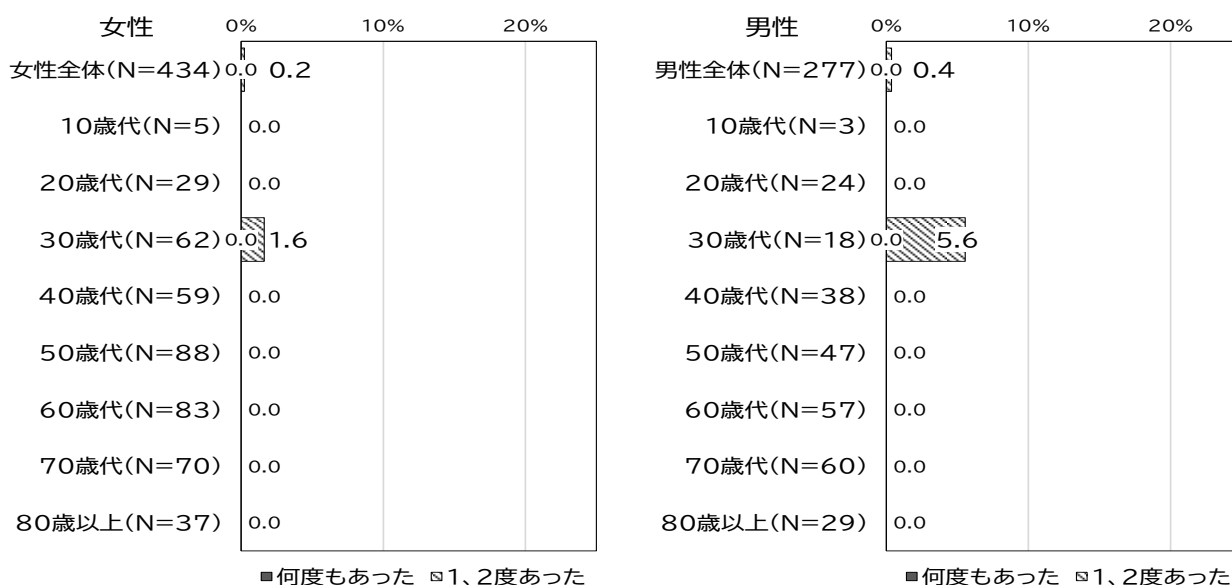 女性 0% 10% 20%
女性全体(N=434) 0.0 0.2
10歳代(N=5) 0.0
20歳代(N=29) 0.0
30歳代(N=62) 0.0 1.6
40歳代(N=59) 0.0
50歳代(N=88) 0.0
60歳代(N=83) 0.0
70歳代(N=70) 0.0
80歳以上(N=37) 0.0
■何度もあった ▧1、2度あった
男性 0% 10% 20%
男性全体(N=277) 0.0 0.4
10歳代(N=3) 0.0
20歳代(N=24) 0.0
30歳代(N=18) 0.0 5.6
40歳代(N=38) 0.0
50歳代(N=47) 0.0
60歳代(N=57) 0.0
70歳代(N=60) 0.0
80歳以上(N=29) 0.0
■何度もあった ▧1、2度あった